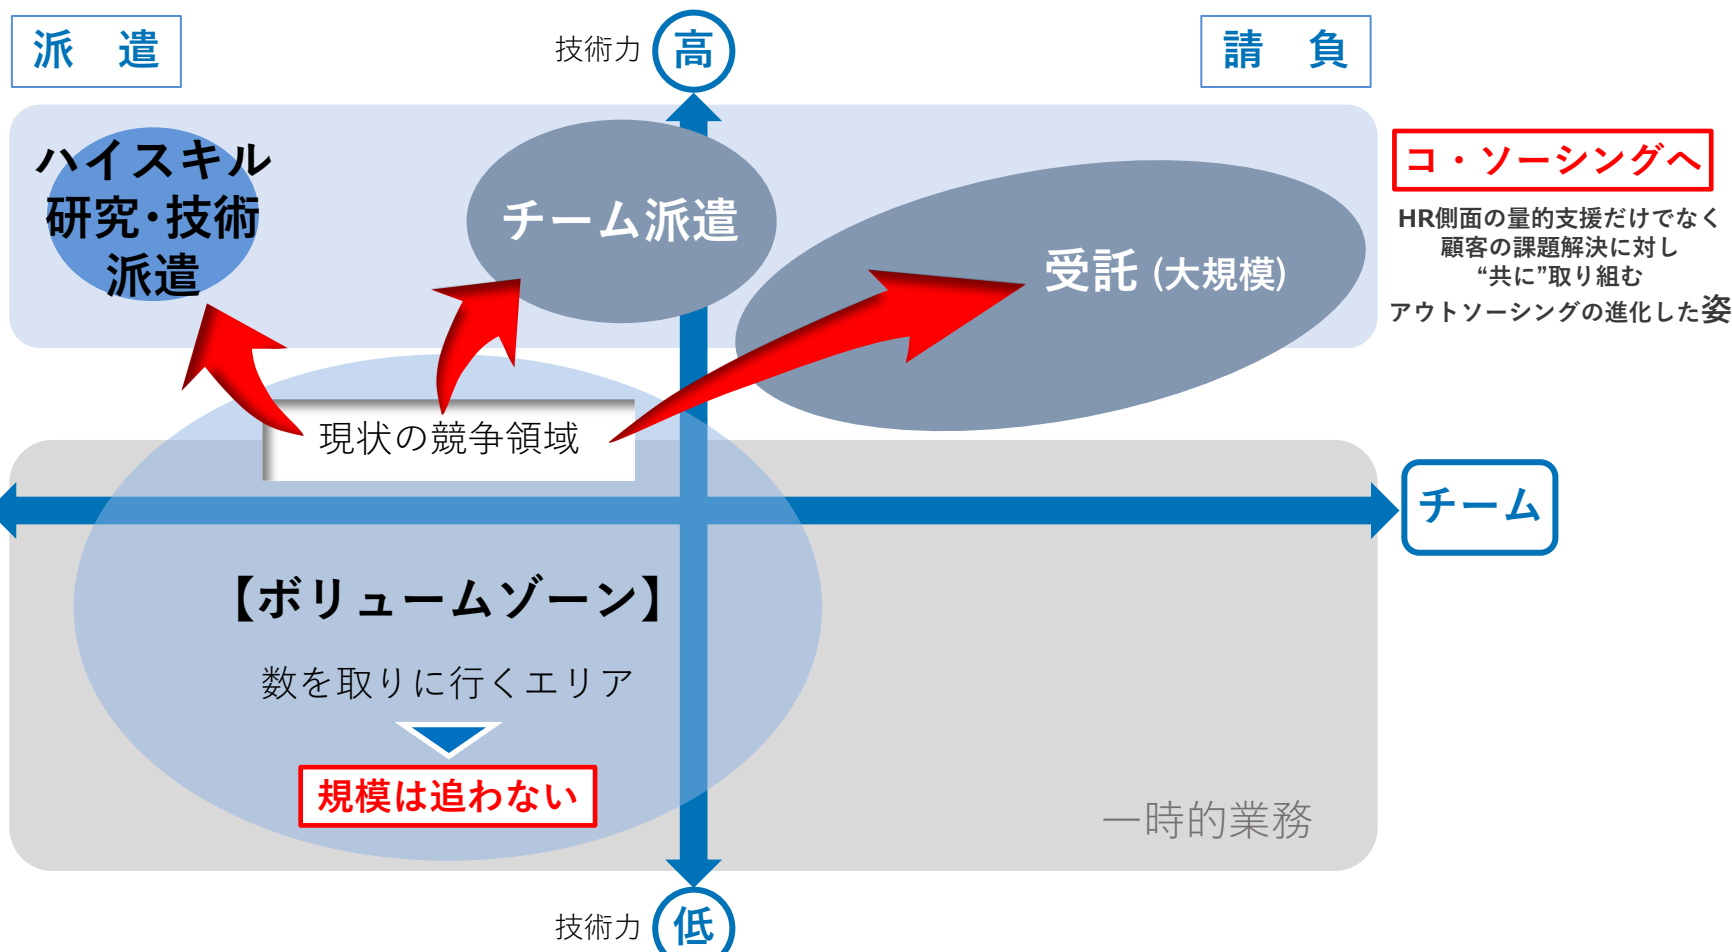 派 遣
技術力 高
請 負
ハイスキル
研究・技術
派遣
チーム派遣
受託 (大規模)
コ・ソーシングへ
HR側面の量的支援だけでなく
顧客の課題解決に対し
“共に”取り組む
アウトソーシングの進化した姿
現状の競争領域
チーム
【ボリュームゾーン】
数を取りに行くエリア
規模は追わない
一時的業務
技術力 低